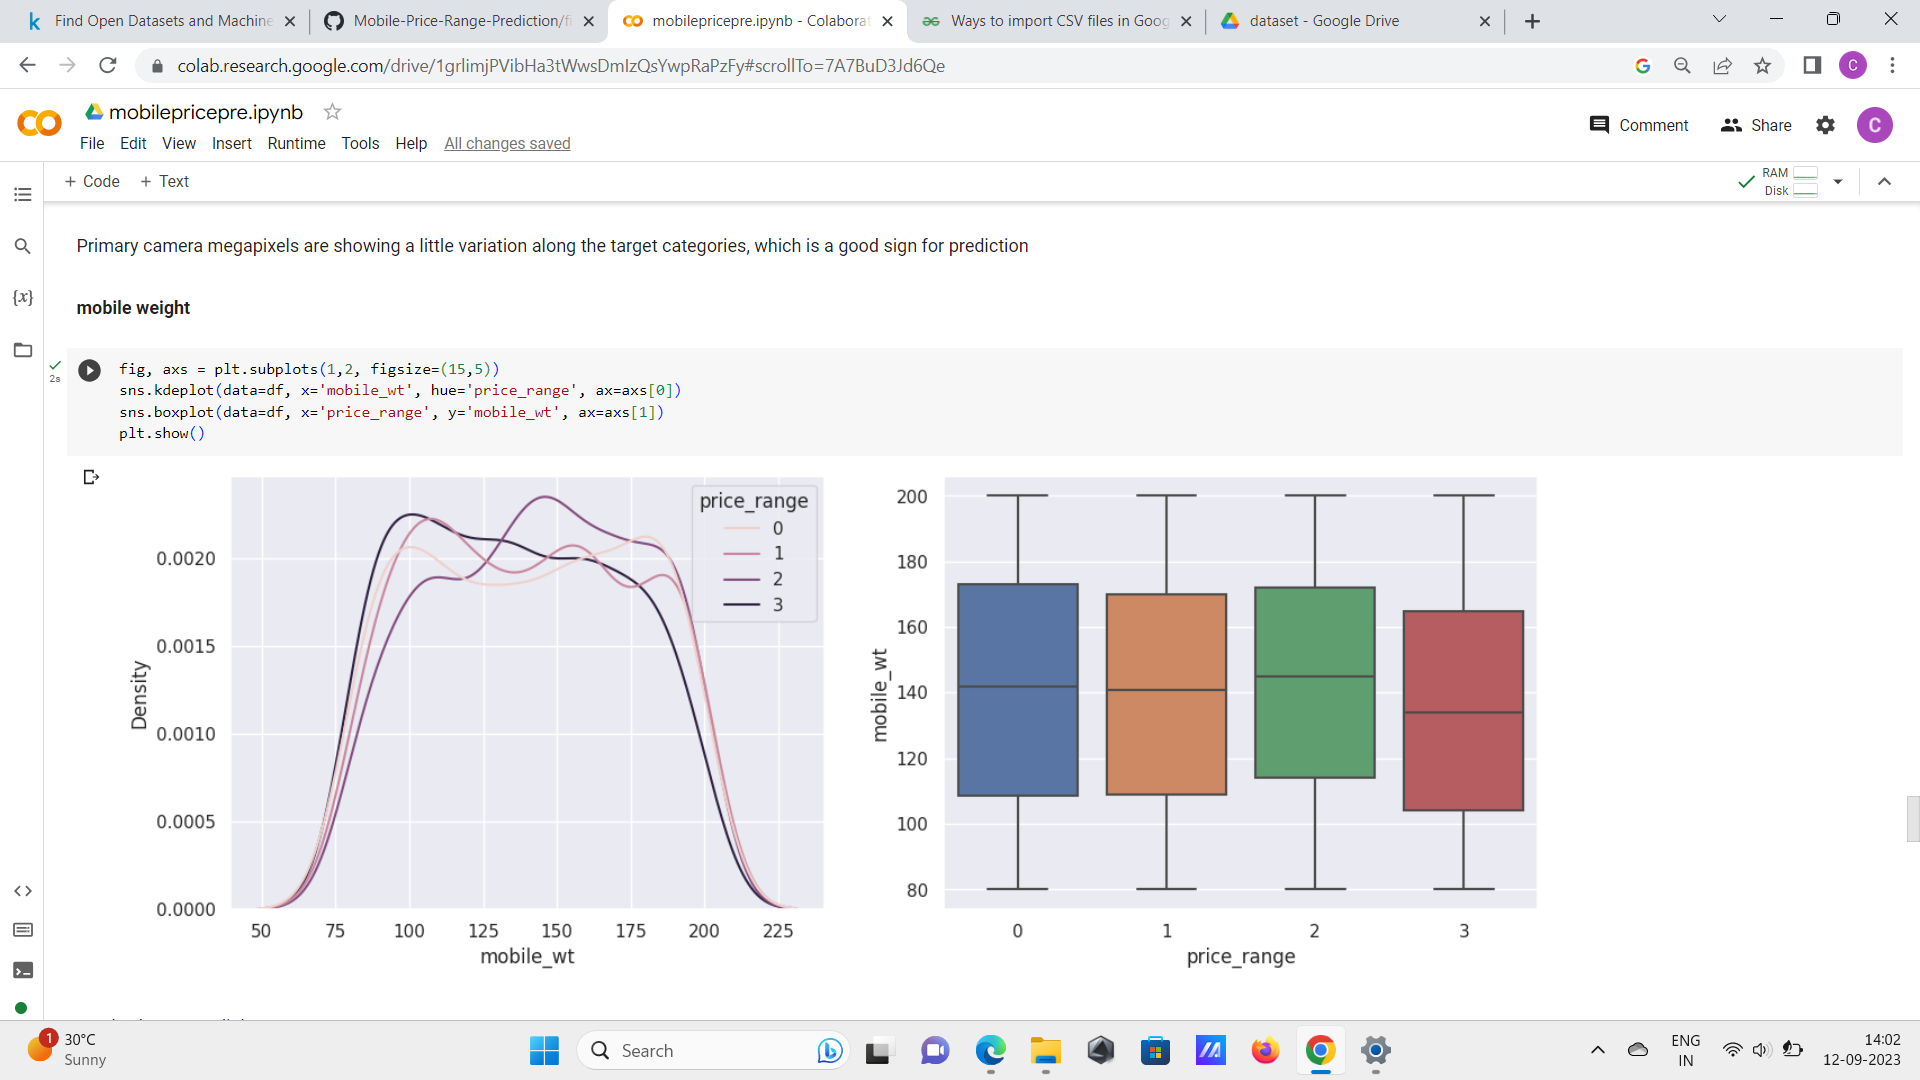 Find Open Datasets and Machine
Mobile-Price-Range-Prediction/fi
mobilepricepre.ipynb - Colaborat
Ways to import CSV files in Goog
dataset - Google Drive
colab.research.google.com/drive/1grlimjPVibHa3tWwsDmIzQsYwpRaPzFy#scrollTo=7A7BuD3Jd6Qe
C
mobilepricepre.ipynb
File Edit View Insert Runtime Tools Help All changes saved
Comment
Share
C
+ Code + Text
RAM
Disk
Primary camera megapixels are showing a little variation along the target categories, which is a good sign for prediction
{x}
mobile weight
2s
fig, axs = plt.subplots(1,2, figsize=(15,5))
sns.kdeplot(data=df, x='mobile_wt', hue='price_range', ax=axs[0])
sns.boxplot(data=df, x='price_range', y='mobile_wt', ax=axs[1])
plt.show()
price_range
0
1
2
3
0.0020
0.0015
0.0010
0.0005
0.0000
Density
50 75 100 125 150 175 200 225
mobile_wt
200
180
160
140
120
100
80
mobile_wt
0 1 2 3
price_range
1
30°C
Sunny
Search
ENG
IN
14:02
12-09-2023